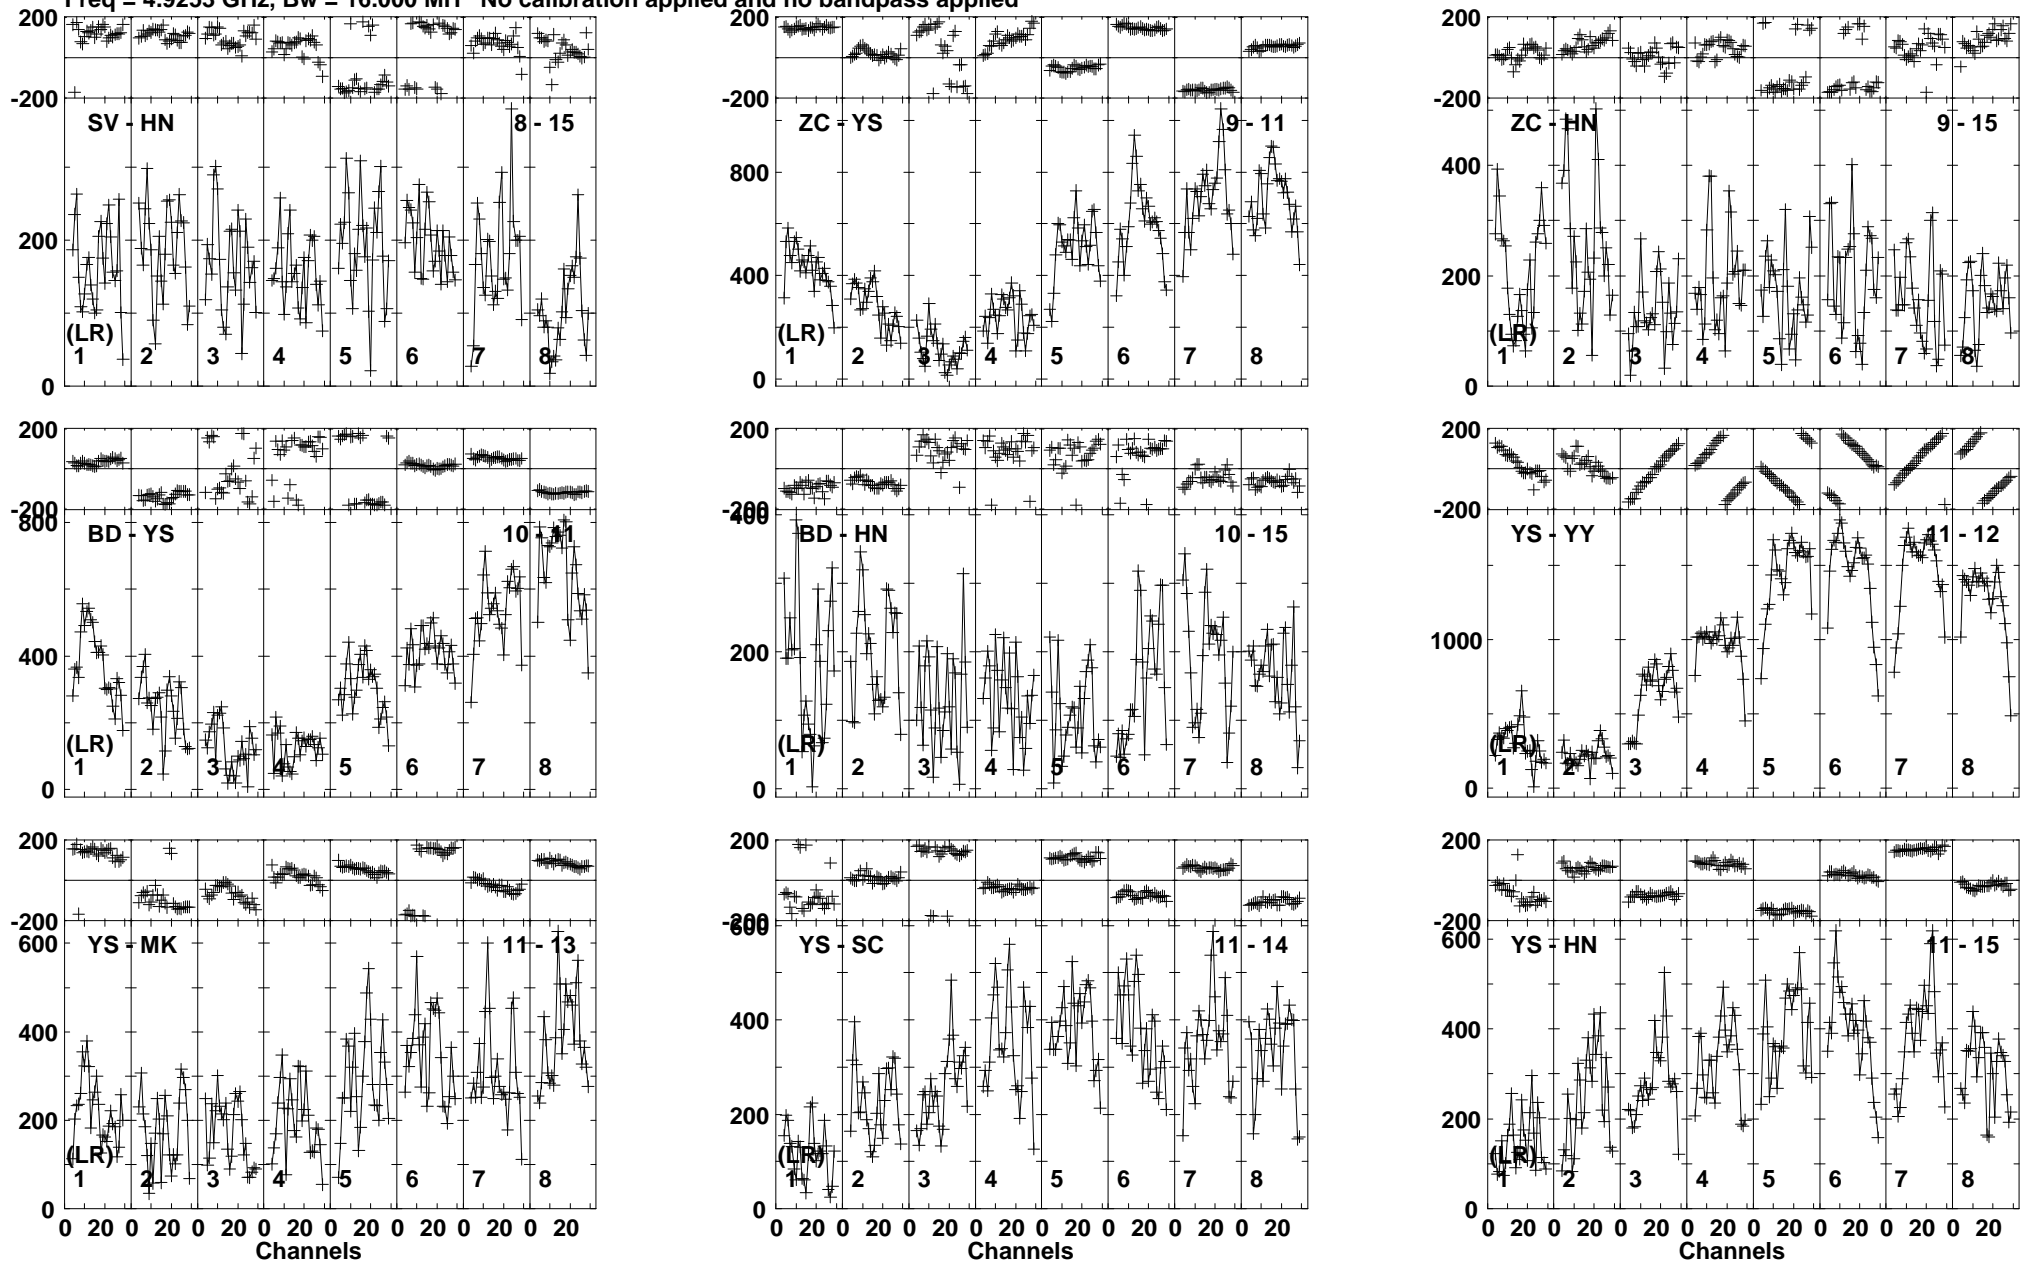 Freq = 4.9253 GHz, Bw = 16.000 MH No calibration applied and no bandpass applied
200 200 200
-200 -200 -200
SV - HN 8 - 15 ZC - YS 9 - 11 ZC - HN 9 - 15
800 400
200 400 200
(LR) (LR) (LR)
1 2 3 4 5 6 7 8 1 2 3 4 5 6 7 8 1 2 3 4 5 6 7 8
0 0 0
200 200 200
-200 -200 -200
800 400
BD - YS 10 - 11 BD - HN 10 - 15 YS - YY 11 - 12
400 200 1000
(LR) (LR) (LR)
1 2 3 4 5 6 7 8 1 2 3 4 5 6 7 8 1 2 3 4 5 6 7 8
0 0 0
200 200 200
-200 -200 -200
600 600 600
YS - MK 11 - 13 YS - SC 11 - 14 YS - HN 11 - 15
400 400 400
200 200 200
(LR) (LR) (LR)
1 2 3 4 5 6 7 8 1 2 3 4 5 6 7 8 1 2 3 4 5 6 7 8
0 0 0
0 20 0 20 0 20 0 20 0 20 0 20 0 20 0 20 0 20 0 20 0 20 0 20 0 20 0 20 0 20 0 20 0 20 0 20 0 20 0 20 0 20 0 20 0 20 0 20
Channels Channels Channels